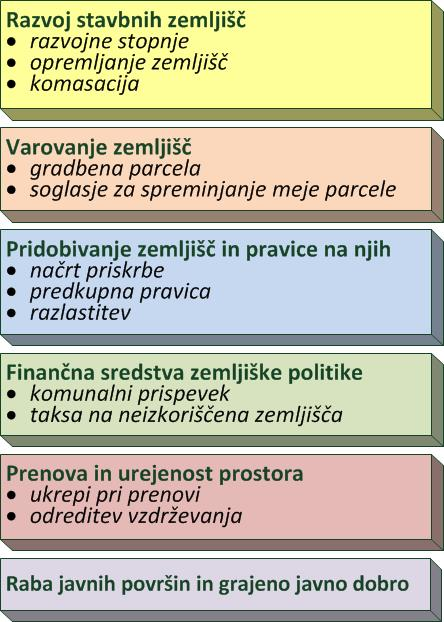 Razvoj stavbnih zemljišč
• razvojne stopnje
• opremljanje zemljišč
• komasacija
Varovanje zemljišč
• gradbena parcela
• soglasje za spreminjanje meje parcele
Pridobivanje zemljišč in pravice na njih
• načrt priskrbe
• predkupna pravica
• razlastitev
Finančna sredstva zemljiške politike
• komunalni prispevek
• taksa na neizkoriščena zemljišča
Prenova in urejenost prostora
• ukrepi pri prenovi
• odreditev vzdrževanja
Raba javnih površin in grajeno javno dobro